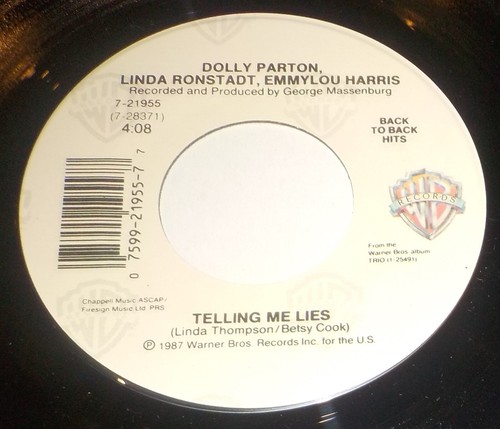 DOLLY PARTON,
LINDA RONSTADT, EMMYLOU HARRIS
Recorded and Produced by George Massenburg
7-21955
(7-28371)
4:08
BACK
TO BACK
HITS
0 7599-21955-7 7
RECORDS
From the
Warner Bros. album
TRIO (1-25491)
Chappell Music ASCAP/
Firesign Music Ltd. PRS
TELLING ME LIES
(Linda Thompson/Betsy Cook)
℗ 1987 Warner Bros. Records Inc. for the U.S.